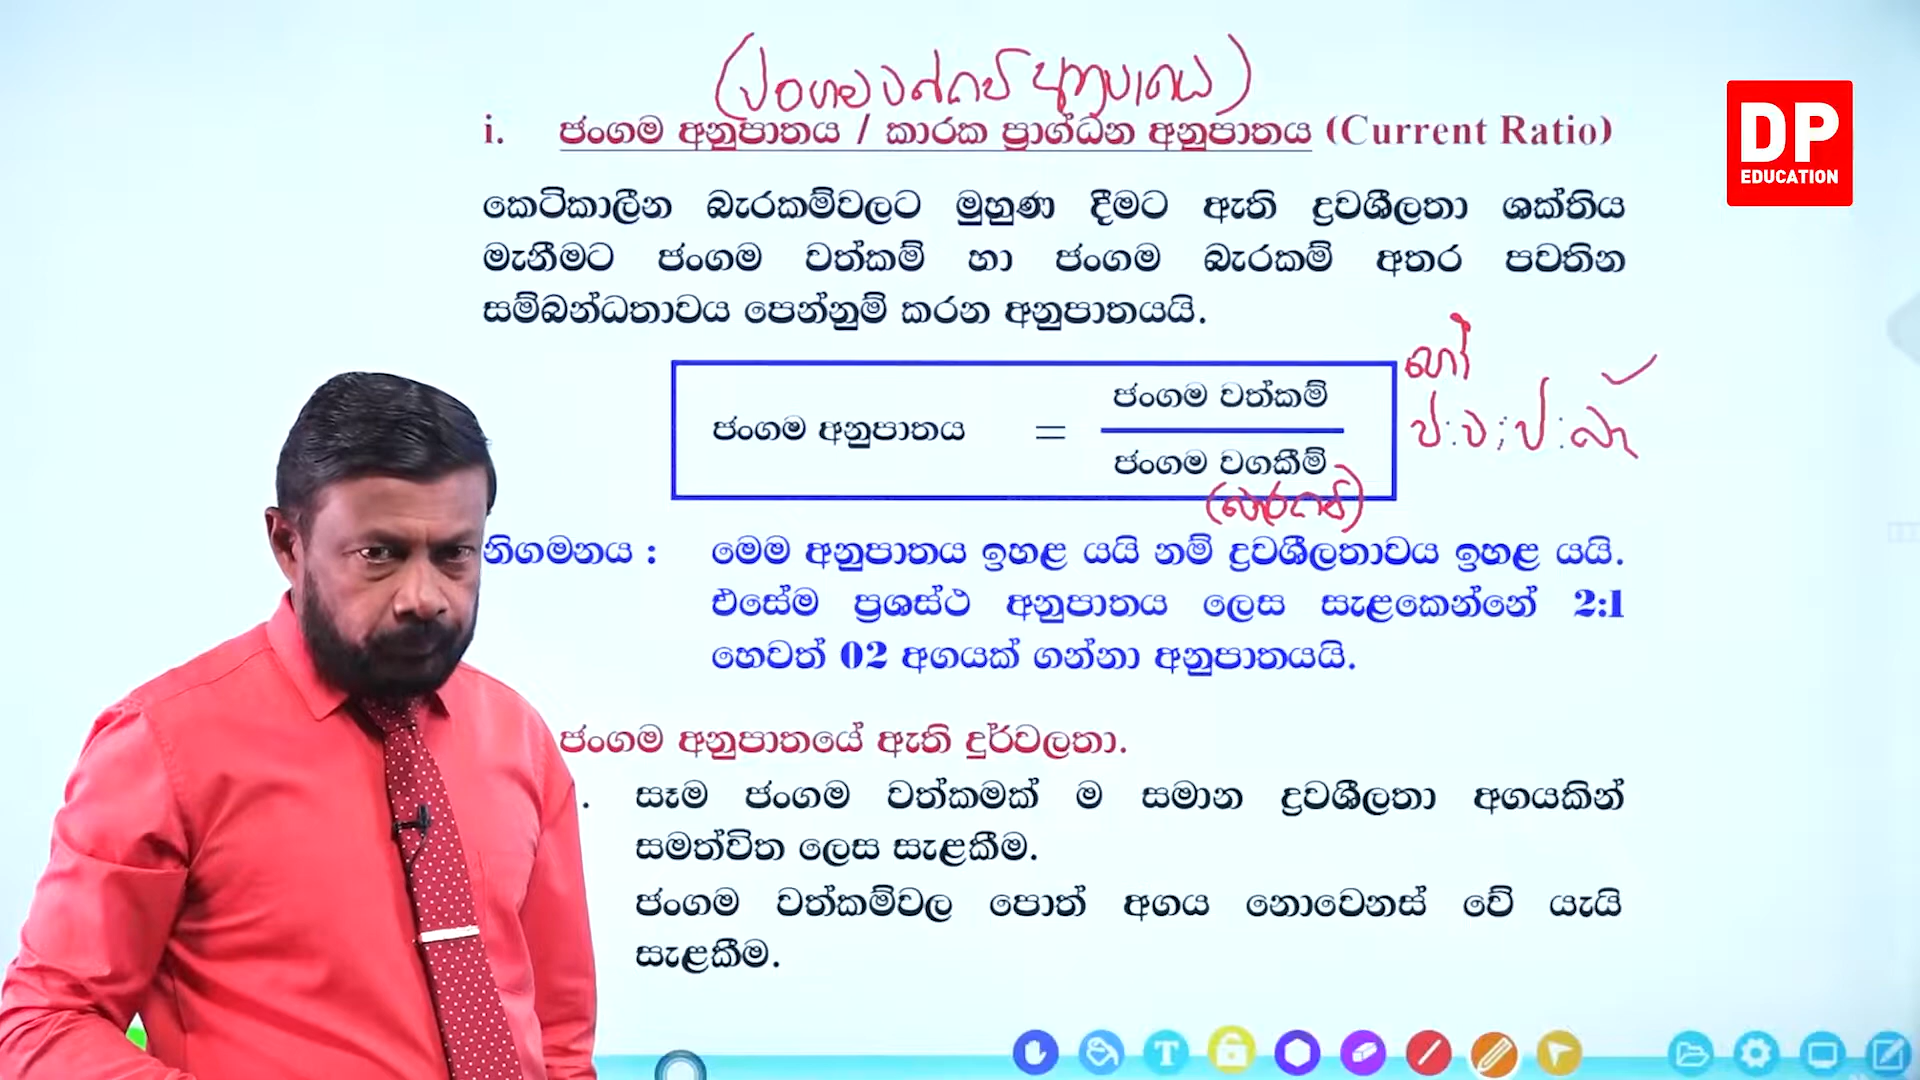 (ජංගම වත්කම් අනුපාතය)
i. ජංගම අනුපාතය / කාරක ප්‍රාග්ධන අනුපාතය (Current Ratio)
DP
EDUCATION
කෙටිකාලීන බැරකම්වලට මුහුණ දීමට ඇති ද්‍රවශීලතා ශක්තිය
මැනීමට ජංගම වත්කම් හා ජංගම බැරකම් අතර පවතින
සම්බන්ධතාවය පෙන්නුම් කරන අනුපාතයයි.
ජංගම අනුපාතය = ජංගම වත්කම්
ජංගම වගකීම්
(බැරකම්)
හෝ
ජ:ව ; ජ:බැ
නිගමනය : මෙම අනුපාතය ඉහළ යයි නම් ද්‍රවශීලතාවය ඉහළ යයි.
එසේම ප්‍රශස්ථ අනුපාතය ලෙස සැළකෙන්නේ 2:1
හෙවත් 02 අගයක් ගන්නා අනුපාතයයි.
ජංගම අනුපාතයේ ඇති දුර්වලතා.
. සෑම ජංගම වත්කමක් ම සමාන ද්‍රවශීලතා අගයකින්
සමන්විත ලෙස සැළකීම.
ජංගම වත්කම්වල පොත් අගය නොවෙනස් වේ යැයි
සැළකීම.